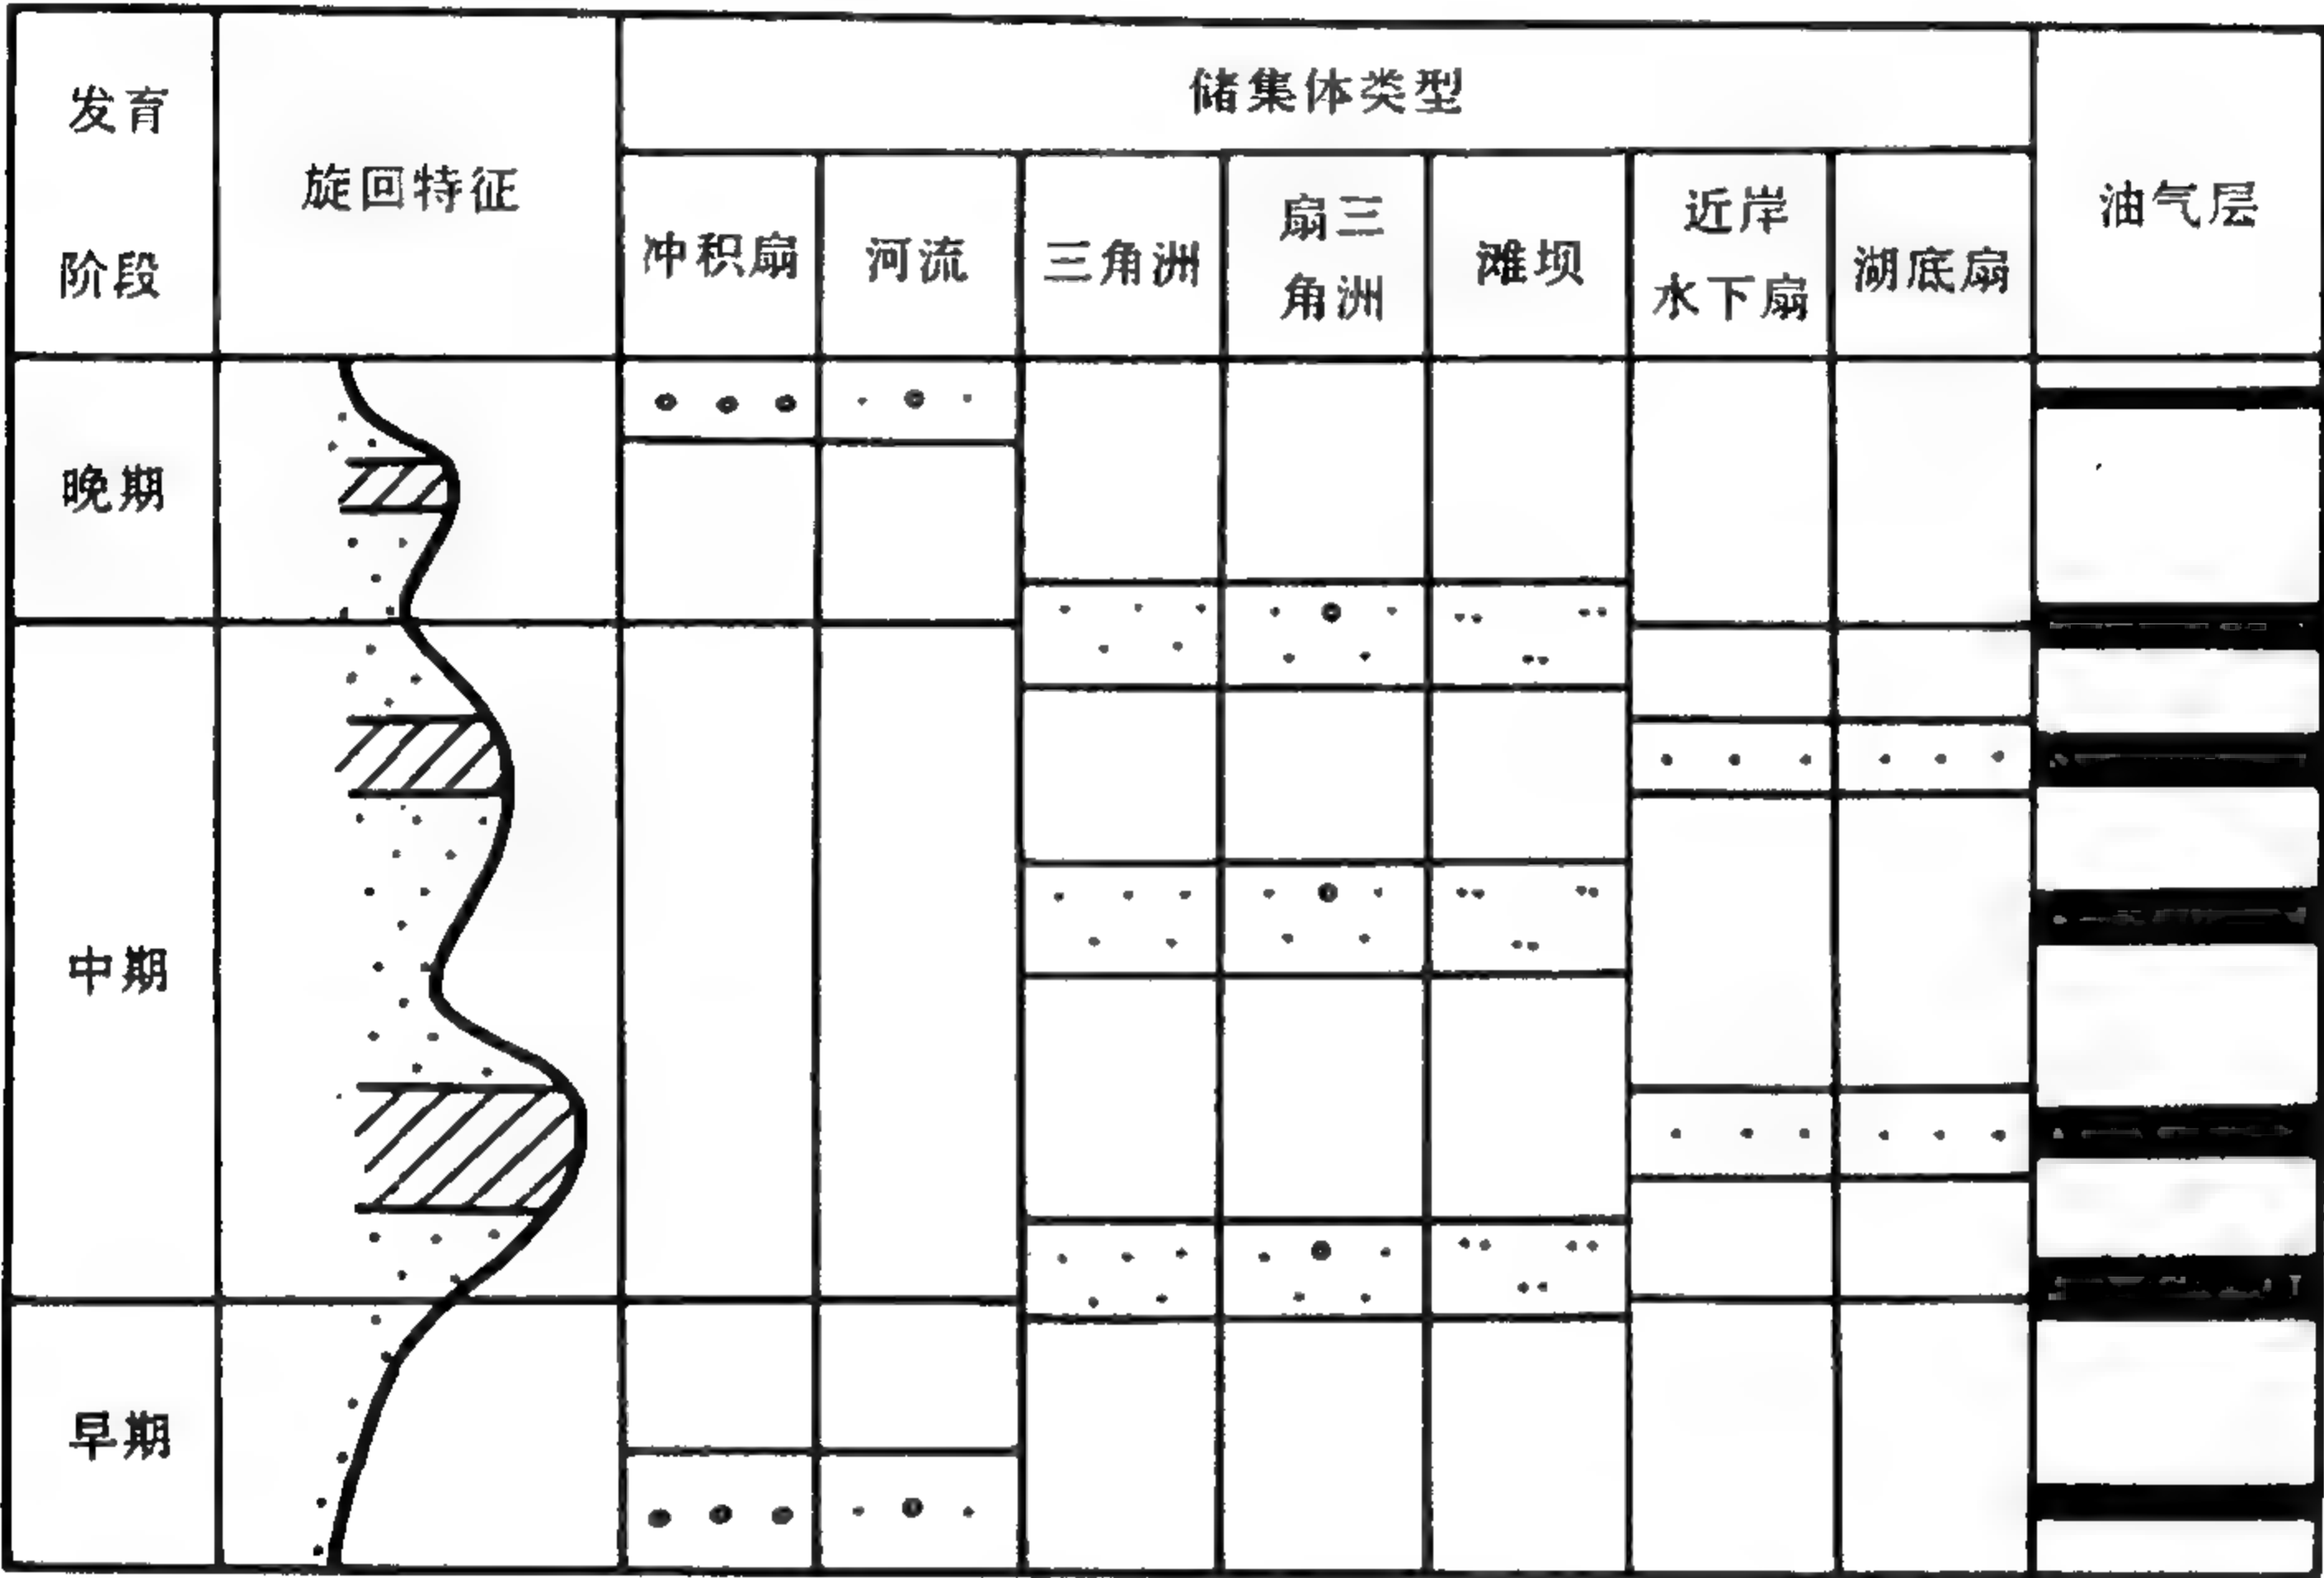 发育
阶段
旋回特征
储集体类型
冲积扇
河流
三角洲
扇三
角洲
滩坝
近岸
水下扇
湖底扇
油气层
晚期
中期
早期